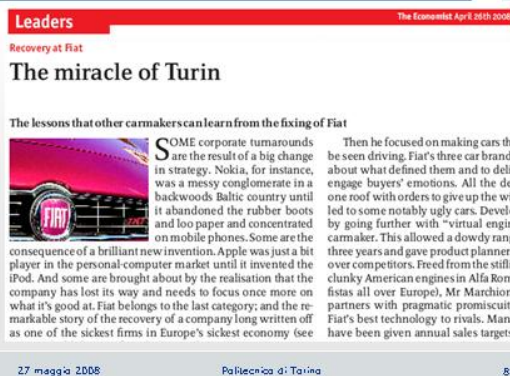 Leaders
The Economist April 26th 2008
Recovery at Fiat
The miracle of Turin
The lessons that other carmakers can learn from the fixing of Fiat
FIAT
SOME corporate turnarounds
are the result of a big change
in strategy. Nokia, for instance,
was a messy conglomerate in a
backwoods Baltic country until
it abandoned the rubber boots
and loo paper and concentrated
on mobile phones. Some are the
consequence of a brilliant new invention. Apple was just a bit
player in the personal-computer market until it invented the
iPod. And some are brought about by the realisation that the
company has lost its way and needs to focus once more on
what it's good at. Fiat belongs to the last category; and the re-
markable story of the recovery of a company long written off
as one of the sickest firms in Europe's sickest economy (see
Then he focused on making cars th
be seen driving. Fiat's three car brand
about what defined them and to deli
engage buyers' emotions. All the de
one roof with orders to give up the wi
led to some notably ugly cars. Devel
by going further with "virtual engin
carmaker. This allowed a dowdy rang
three years and gave product planner
over competitors. Freed from the stifl
clunky American engines in Alfa Rom
fistas all over Europe), Mr Marchion
partners with pragmatic promiscuit
Fiat's best technology to rivals. Man
have been given annual sales targets
27 maggio 2008
Politecnico di Torino
8